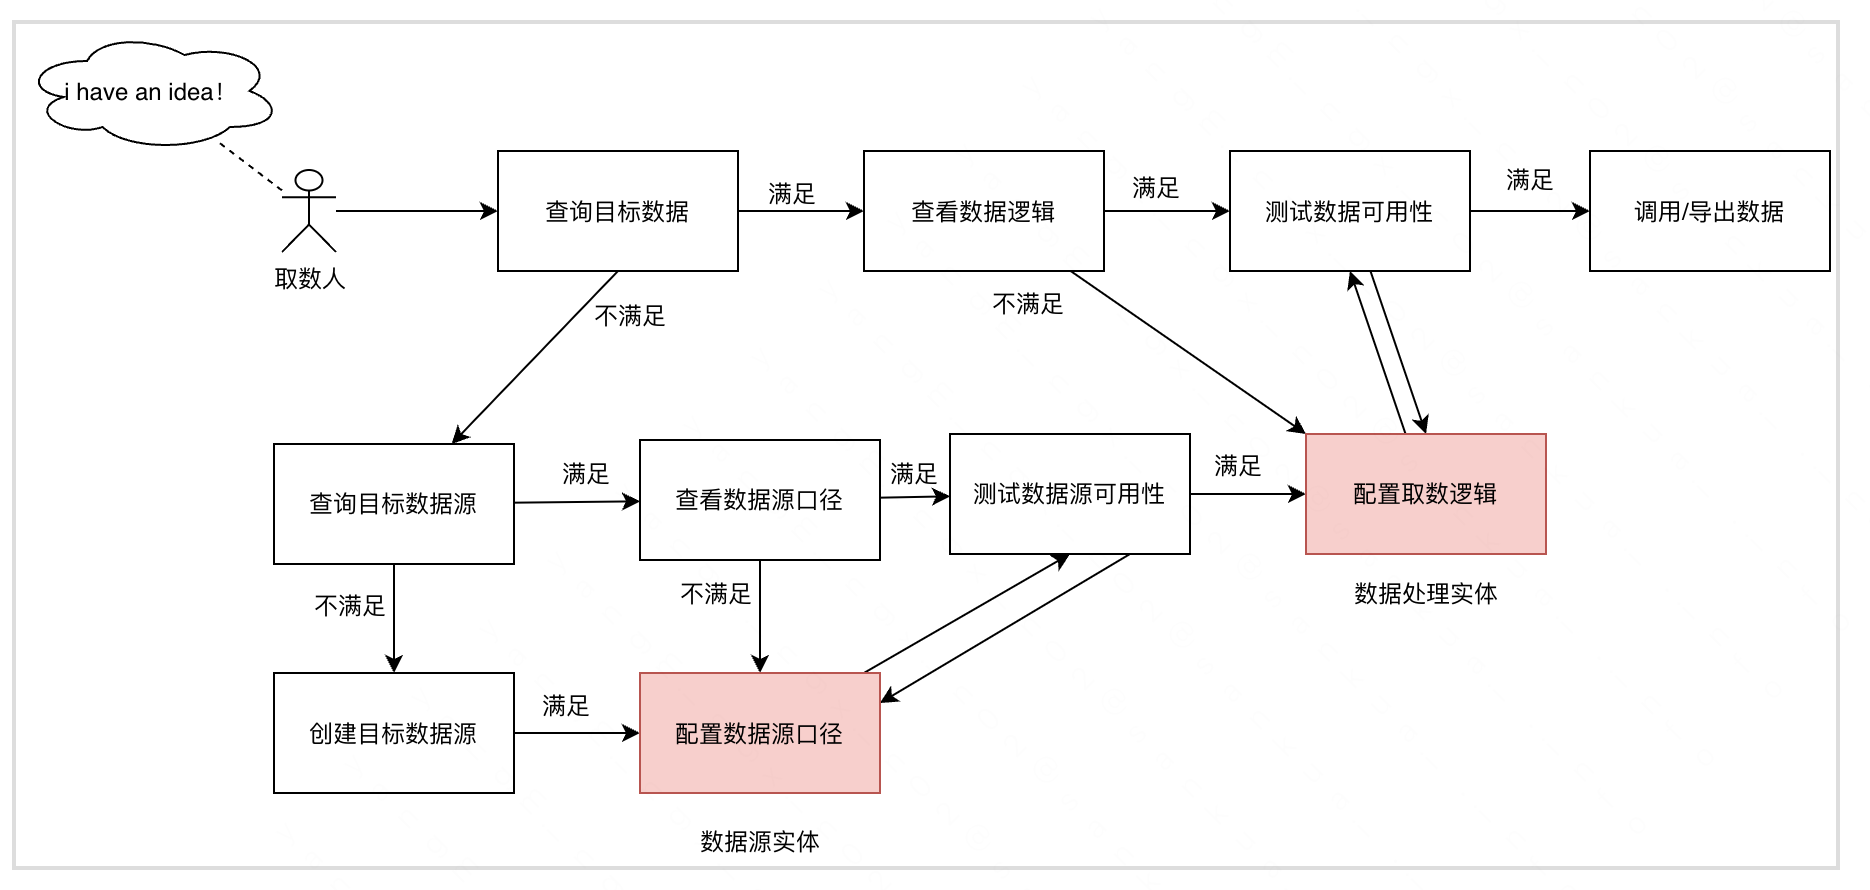 i have an idea!
取数人
查询目标数据
满足
查看数据逻辑
满足
测试数据可用性
满足
调用/导出数据
不满足
不满足
查询目标数据源
满足
查看数据源口径
满足
测试数据源可用性
满足
配置取数逻辑
数据处理实体
不满足
不满足
创建目标数据源
满足
配置数据源口径
数据源实体